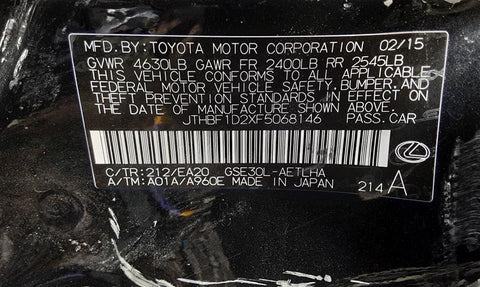 MFD. BY: TOYOTA MOTOR CORPORATION 02/15
GVWR 4630LB GAWR FR 2400LB RR 2545LB
THIS VEHICLE CONFORMS TO ALL APPLICABLE
FEDERAL MOTOR VEHICLE SAFETY, BUMPER, AND
THEFT PREVENTION STANDARDS IN EFFECT ON
THE DATE OF MANUFACTURE SHOWN ABOVE.
JTHBF1D2XF5068146 PASS.CAR
C/TR:212/EA20 GSE30L-AETLHA
A/TM:A01A/A960E MADE IN JAPAN 214 A